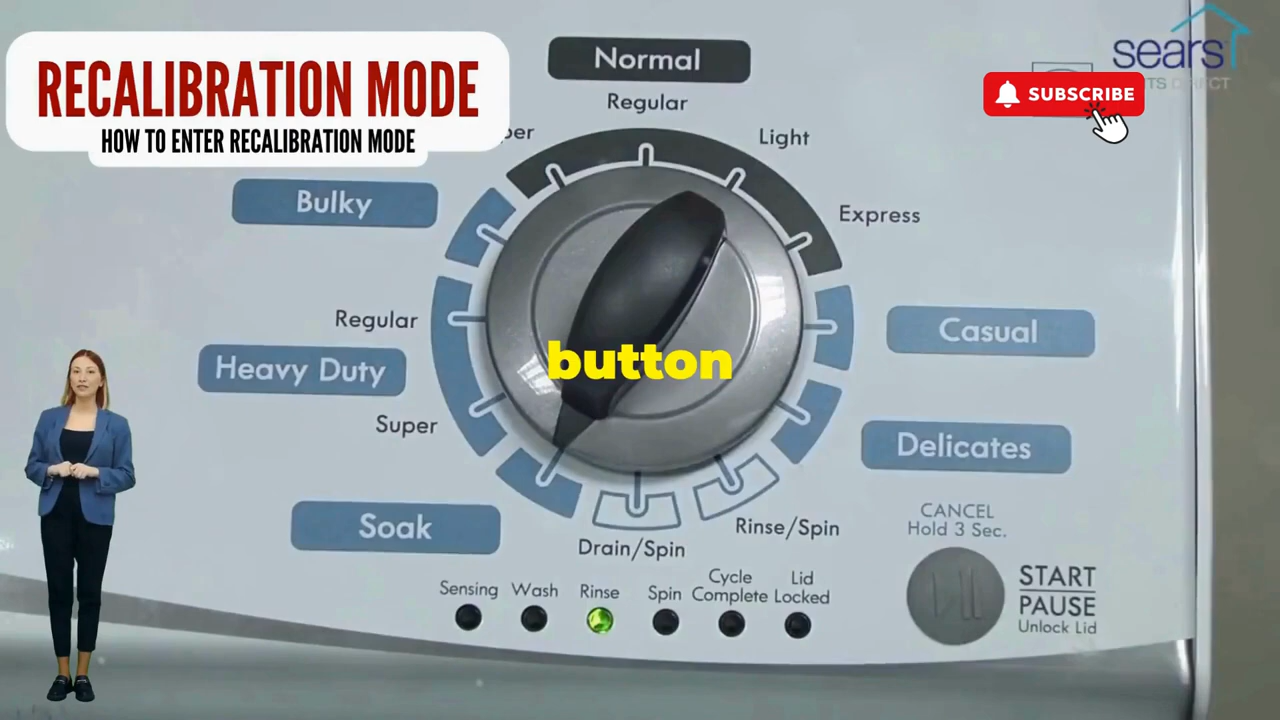 RECALIBRATION MODE
HOW TO ENTER RECALIBRATION MODE
sears
SUBSCRIBE
Normal
Regular
Light
Express
Bulky
Regular
Heavy Duty
Super
Soak
button
Casual
Delicates
Rinse/Spin
Drain/Spin
CANCEL
Hold 3 Sec.
START
PAUSE
Unlock Lid
Sensing
Wash
Rinse
Spin
Cycle
Complete
Lid
Locked